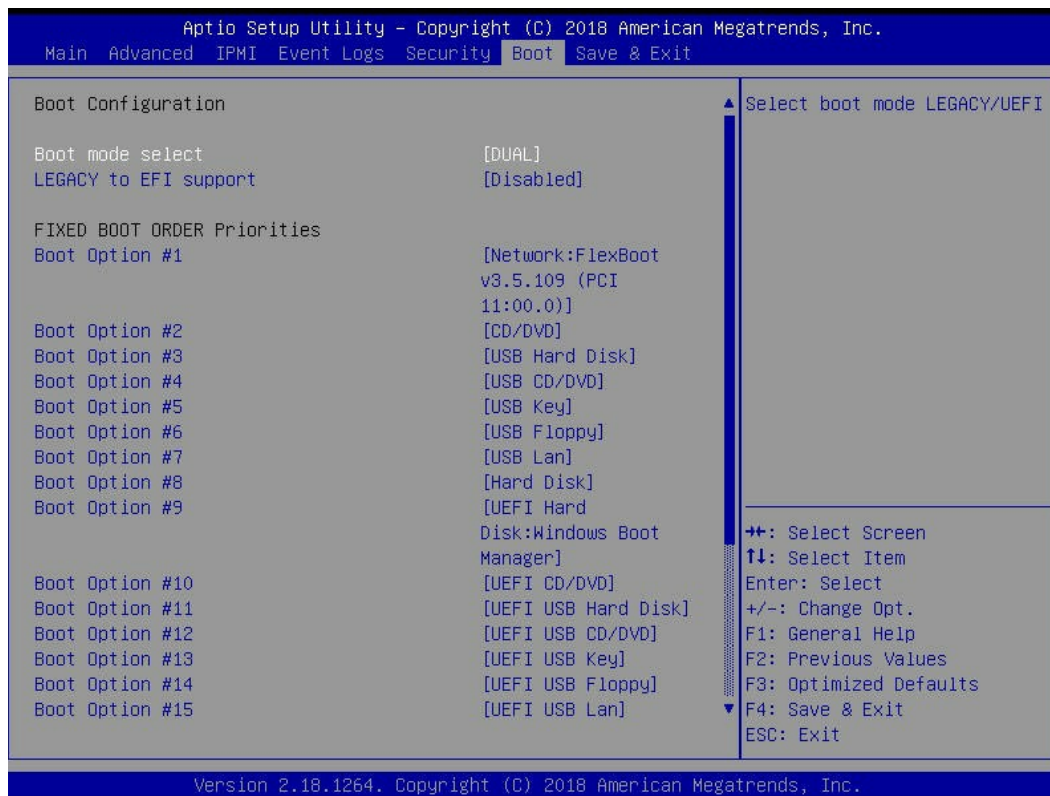 Aptio Setup Utility - Copyright (C) 2018 American Megatrends, Inc.
Main Advanced IPMI Event Logs Security Boot Save & Exit
Boot Configuration
Boot mode select [DUAL]
LEGACY to EFI support [Disabled]
FIXED BOOT ORDER Priorities
Boot Option #1 [Network:FlexBoot
v3.5.109 (PCI
11:00.0)]
Boot Option #2 [CD/DVD]
Boot Option #3 [USB Hard Disk]
Boot Option #4 [USB CD/DVD]
Boot Option #5 [USB Key]
Boot Option #6 [USB Floppy]
Boot Option #7 [USB Lan]
Boot Option #8 [Hard Disk]
Boot Option #9 [UEFI Hard
Disk:Windows Boot
Manager]
Boot Option #10 [UEFI CD/DVD]
Boot Option #11 [UEFI USB Hard Disk]
Boot Option #12 [UEFI USB CD/DVD]
Boot Option #13 [UEFI USB Key]
Boot Option #14 [UEFI USB Floppy]
Boot Option #15 [UEFI USB Lan]
Select boot mode LEGACY/UEFI
→←: Select Screen
↑↓: Select Item
Enter: Select
+/-: Change Opt.
F1: General Help
F2: Previous Values
F3: Optimized Defaults
F4: Save & Exit
ESC: Exit
Version 2.18.1264. Copyright (C) 2018 American Megatrends, Inc.